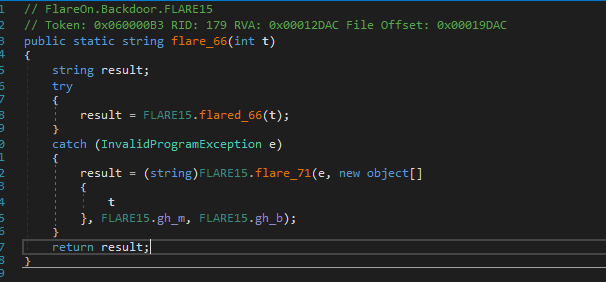 1 // FlareOn.Backdoor.FLARE15
2 // Token: 0x060000B3 RID: 179 RVA: 0x00012DAC File Offset: 0x00019DAC
3 public static string flare_66(int t)
4 {
5 string result;
6 try
7 {
8 result = FLARE15.flared_66(t);
9 }
0 catch (InvalidProgramException e)
1 {
2 result = (string)FLARE15.flare_71(e, new object[]
3 {
4 t
5 }, FLARE15.gh_m, FLARE15.gh_b);
6 }
7 return result;
8 }
9